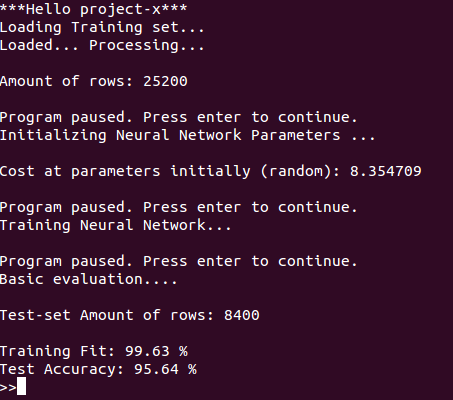 ***Hello project-x***
Loading Training set...
Loaded... Processing...
Amount of rows: 25200
Program paused. Press enter to continue.
Initializing Neural Network Parameters ...
Cost at parameters initially (random): 8.354709
Program paused. Press enter to continue.
Training Neural Network...
Program paused. Press enter to continue.
Basic evaluation....
Test-set Amount of rows: 8400
Training Fit: 99.63 %
Test Accuracy: 95.64 %
>>